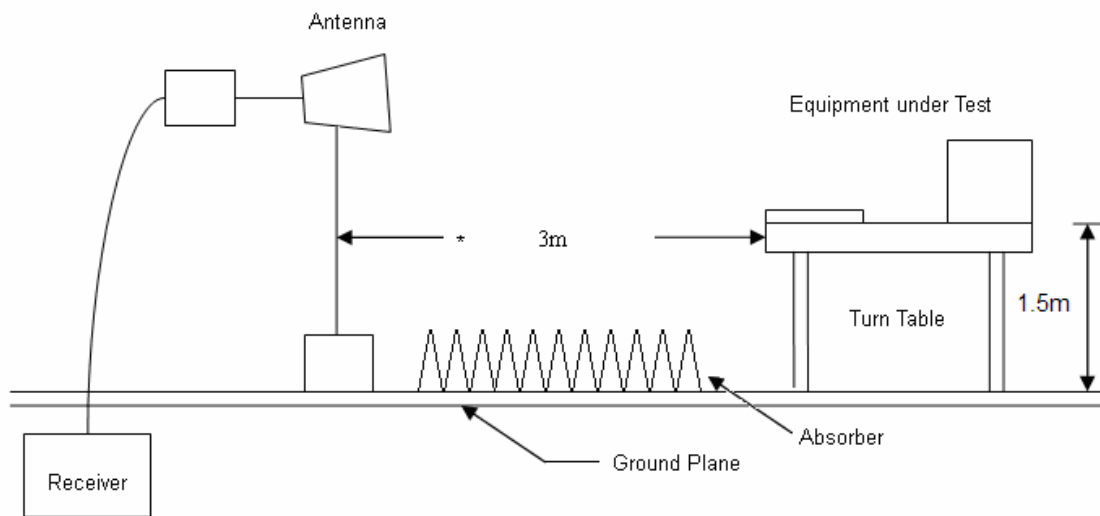 Antenna
Equipment under Test
* 3m
1.5m
Turn Table
Absorber
Ground Plane
Receiver